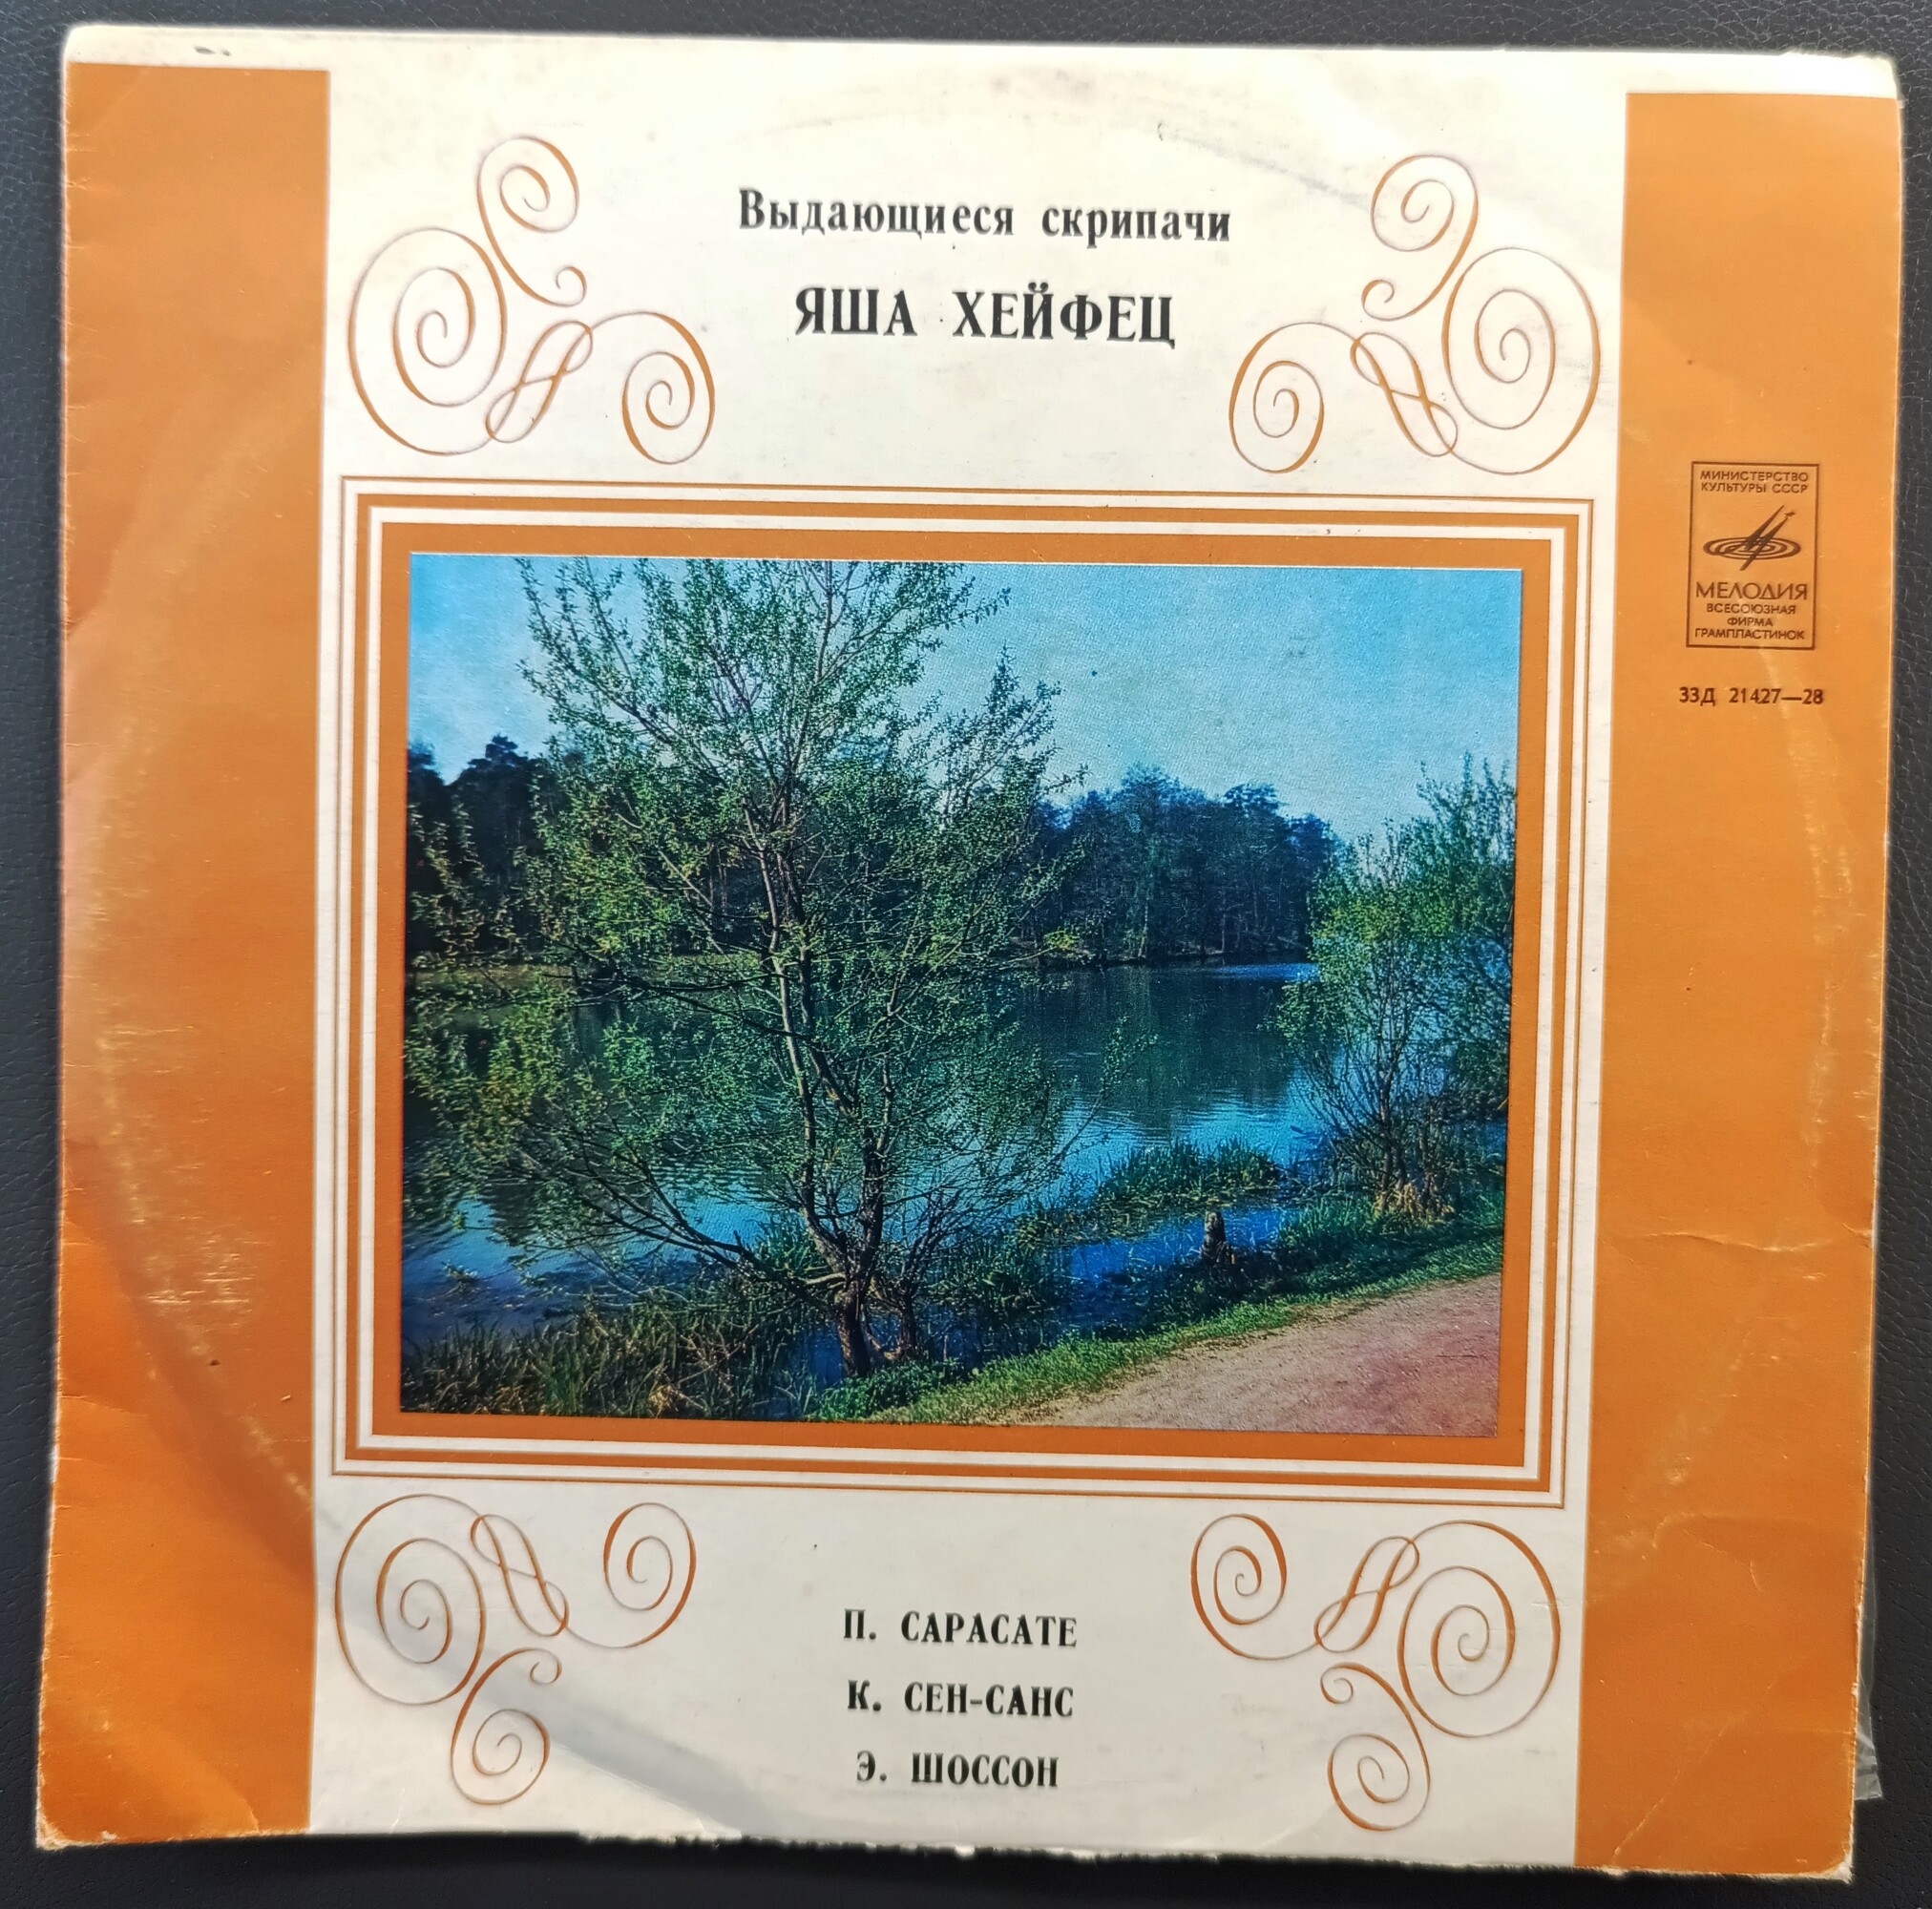 Выдающиеся скрипачи
ЯША ХЕЙФЕЦ
МИНИСТЕРСТВО
КУЛЬТУРЫ СССР
МЕЛОДИЯ
ВСЕСОЮЗНАЯ
ФИРМА
ГРАМПЛАСТИНОК
33Д 21427—28
П. САРАСАТЕ
К. СЕН-САНС
Э. ШОССОН